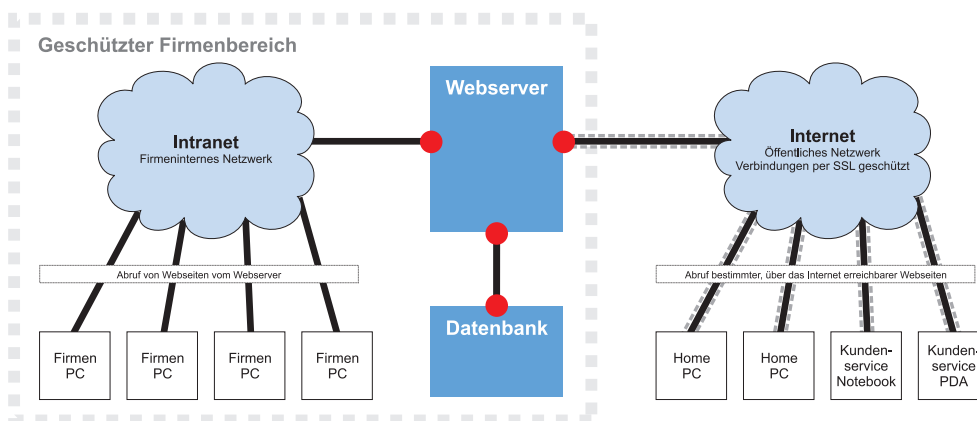 Geschützter Firmenbereich
Webserver
Intranet
Firmeninternes Netzwerk
Internet
Öffentliches Netzwerk
Verbindungen per SSL geschützt
Abruf von Webseiten vom Webserver
Abruf bestimmter, über das Internet erreichbarer Webseiten
Datenbank
Firmen
PC
Firmen
PC
Firmen
PC
Firmen
PC
Home
PC
Home
PC
Kunden-
service
Notebook
Kunden-
service
PDA